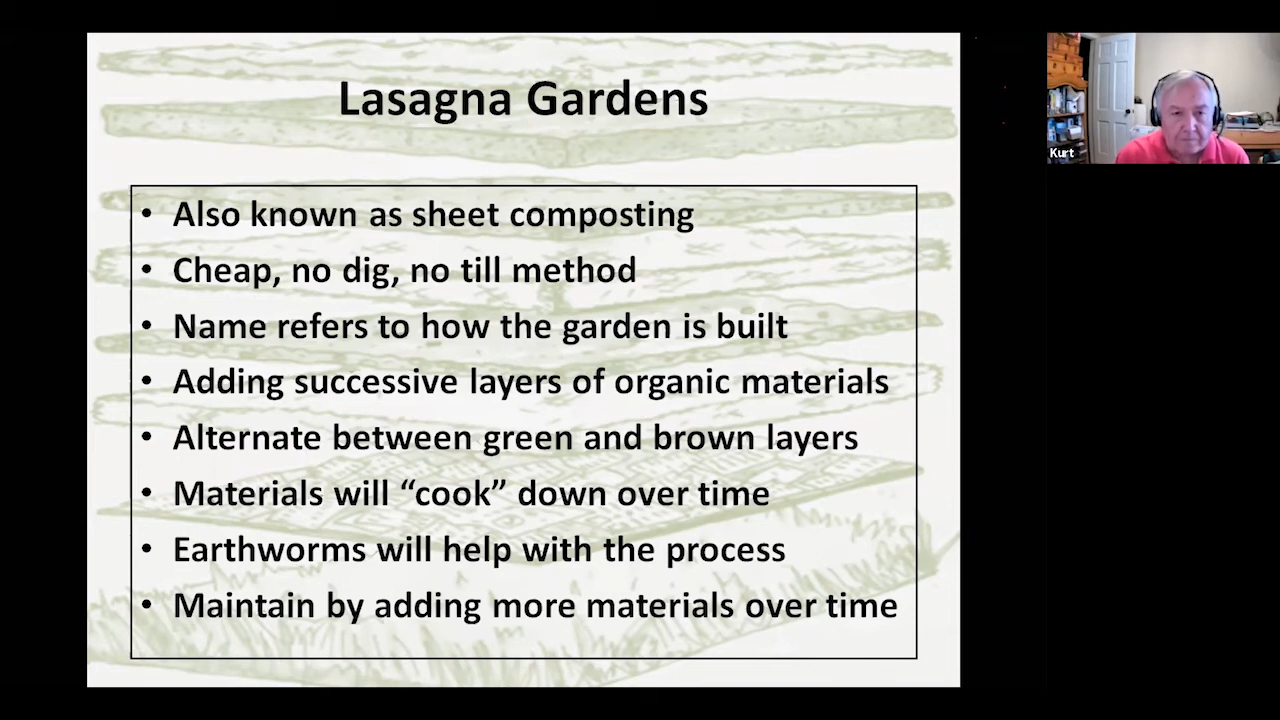 Lasagna Gardens
• Also known as sheet composting
• Cheap, no dig, no till method
• Name refers to how the garden is built
• Adding successive layers of organic materials
• Alternate between green and brown layers
• Materials will “cook” down over time
• Earthworms will help with the process
• Maintain by adding more materials over time
Kurt